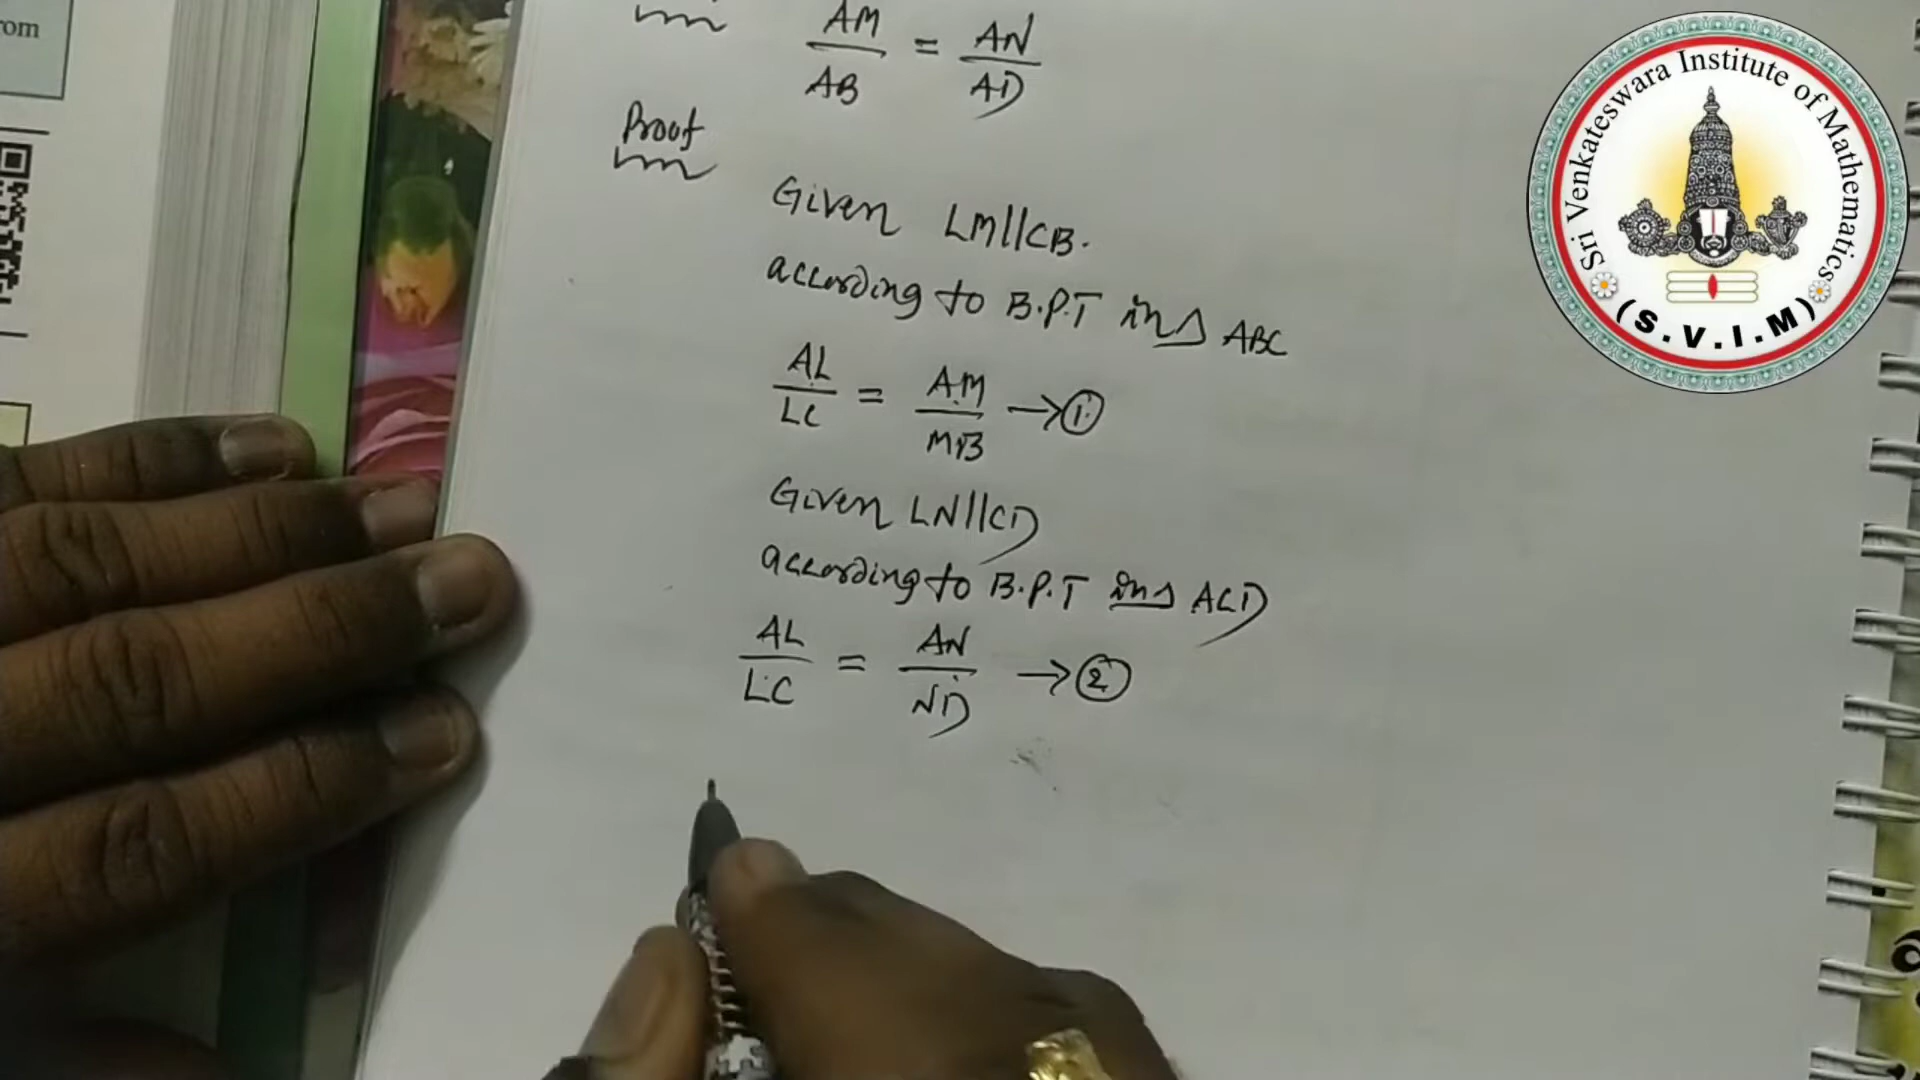 rom
AM/AB = AN/AD
Proof
Given LM||CB.
according to B.P.T in △ ABC
AL/LC = AM/MB → ①
Given LN||CD
according to B.P.T in △ ACD
AL/LC = AN/ND → ②
Sri Venkateswara Institute of Mathematics
(S.V.I.M)